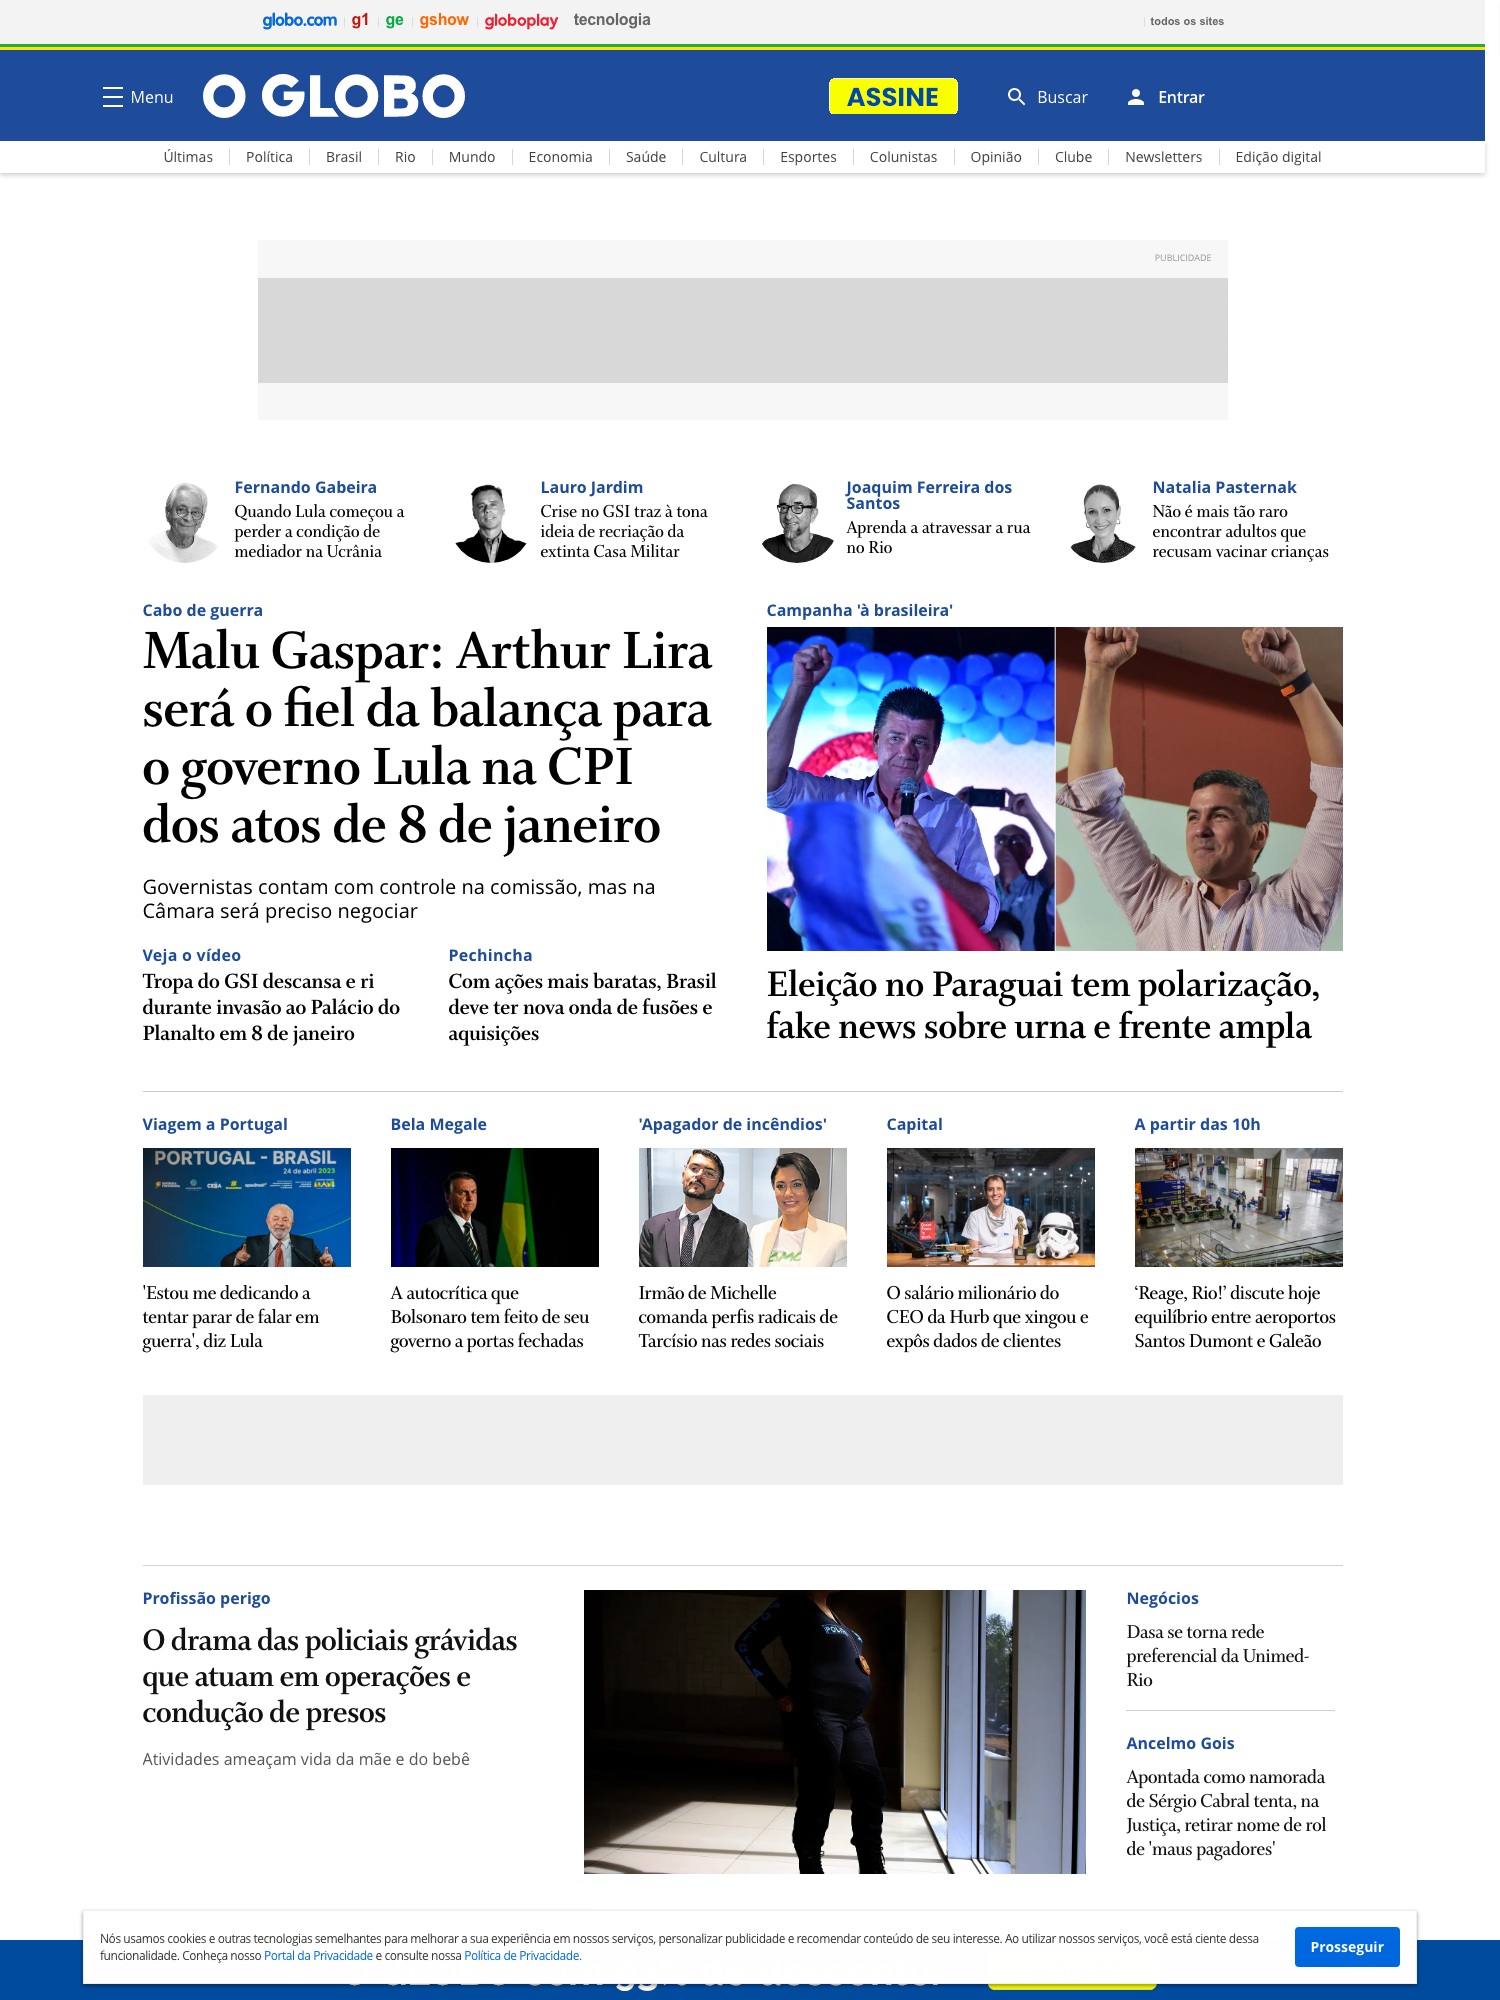 globo.com g1 ge gshow globoplay tecnologia todos os sites
Menu O GLOBO ASSINE Buscar Entrar
Últimas Política Brasil Rio Mundo Economia Saúde Cultura Esportes Colunistas Opinião Clube Newsletters Edição digital
PUBLICIDADE
Fernando Gabeira
Quando Lula começou a
perder a condição de
mediador na Ucrânia
Lauro Jardim
Crise no GSI traz à tona
ideia de recriação da
extinta Casa Militar
Joaquim Ferreira dos
Santos
Aprenda a atravessar a rua
no Rio
Natalia Pasternak
Não é mais tão raro
encontrar adultos que
recusam vacinar crianças
Cabo de guerra
Malu Gaspar: Arthur Lira
será o fiel da balança para
o governo Lula na CPI
dos atos de 8 de janeiro
Governistas contam com controle na comissão, mas na
Câmara será preciso negociar
Veja o vídeo
Tropa do GSI descansa e ri
durante invasão ao Palácio do
Planalto em 8 de janeiro
Pechincha
Com ações mais baratas, Brasil
deve ter nova onda de fusões e
aquisições
Campanha 'à brasileira'
Eleição no Paraguai tem polarização,
fake news sobre urna e frente ampla
Viagem a Portugal
PORTUGAL - BRASIL
24 de abril 2023
'Estou me dedicando a
tentar parar de falar em
guerra', diz Lula
Bela Megale
A autocrítica que
Bolsonaro tem feito de seu
governo a portas fechadas
'Apagador de incêndios'
Irmão de Michelle
comanda perfis radicais de
Tarcísio nas redes sociais
Capital
O salário milionário do
CEO da Hurb que xingou e
expôs dados de clientes
A partir das 10h
‘Reage, Rio!’ discute hoje
equilíbrio entre aeroportos
Santos Dumont e Galeão
Profissão perigo
O drama das policiais grávidas
que atuam em operações e
condução de presos
Atividades ameaçam vida da mãe e do bebê
Negócios
Dasa se torna rede
preferencial da Unimed-
Rio
Ancelmo Gois
Apontada como namorada
de Sérgio Cabral tenta, na
Justiça, retirar nome de rol
de 'maus pagadores'
Nós usamos cookies e outras tecnologias semelhantes para melhorar a sua experiência em nossos serviços, personalizar publicidade e recomendar conteúdo de seu interesse. Ao utilizar nossos serviços, você está ciente dessa
funcionalidade. Conheça nosso Portal da Privacidade e consulte nossa Política de Privacidade.
Prosseguir